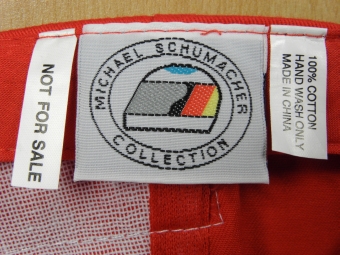 NOT FOR SALE
MICHAEL SCHUMACHER
COLLECTION
100% COTTON
HAND WASH ONLY
MADE IN CHINA